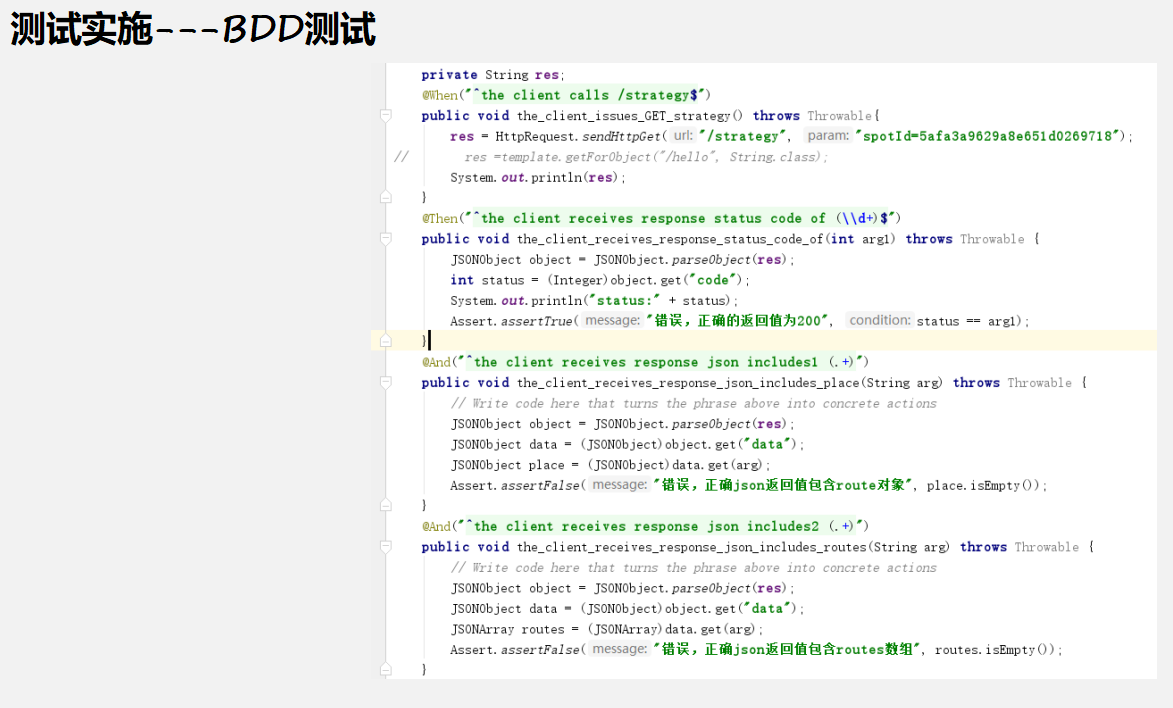 测试实施---BDD测试
private String res;
@When("^the client calls /strategy$")
public void the_client_issues_GET_strategy() throws Throwable{
res = HttpRequest.sendHttpGet( url: "/strategy", param: "spotId=5afa3a9629a8e651d0269718");
// res =template.getForObject("/hello", String.class);
System.out.println(res);
}
@Then("^the client receives response status code of (\\d+)$")
public void the_client_receives_response_status_code_of(int arg1) throws Throwable {
JSONObject object = JSONObject.parseObject(res);
int status = (Integer)object.get("code");
System.out.println("status:" + status);
Assert.assertTrue( message: "错误，正确的返回值为200", condition: status == arg1);
}
@And("^the client receives response json includes1 (.+)")
public void the_client_receives_response_json_includes_place(String arg) throws Throwable {
// Write code here that turns the phrase above into concrete actions
JSONObject object = JSONObject.parseObject(res);
JSONObject data = (JSONObject)object.get("data");
JSONObject place = (JSONObject)data.get(arg);
Assert.assertFalse( message: "错误，正确json返回值包含route对象", place.isEmpty());
}
@And("^the client receives response json includes2 (.+)")
public void the_client_receives_response_json_includes_routes(String arg) throws Throwable {
// Write code here that turns the phrase above into concrete actions
JSONObject object = JSONObject.parseObject(res);
JSONObject data = (JSONObject)object.get("data");
JSONArray routes = (JSONArray)data.get(arg);
Assert.assertFalse( message: "错误，正确json返回值包含routes数组", routes.isEmpty());
}